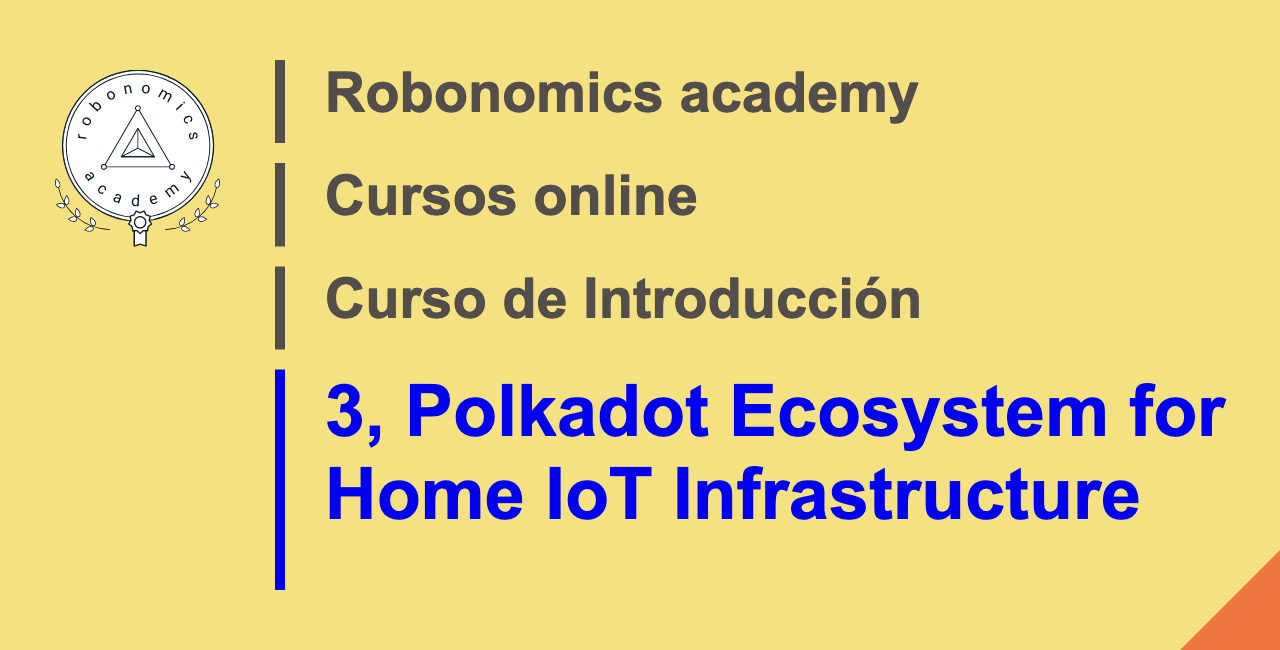 robonomics
academy
Robonomics academy
Cursos online
Curso de Introducción
3, Polkadot Ecosystem for
Home IoT Infrastructure